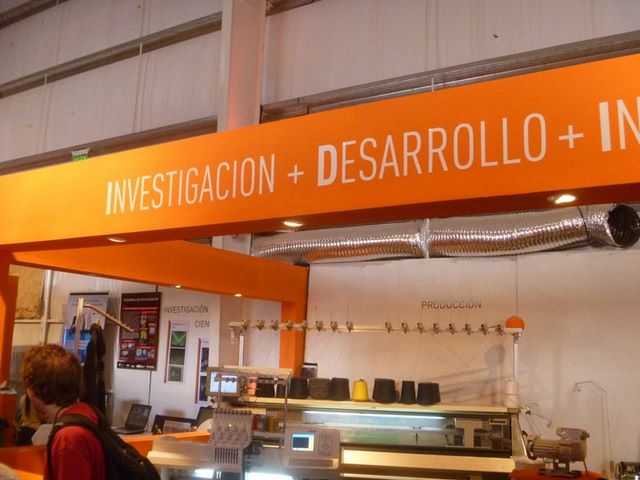 INVESTIGACION + DESARROLLO + IN
INVESTIGACIÓN
CIEN
PRODUCCIÓN